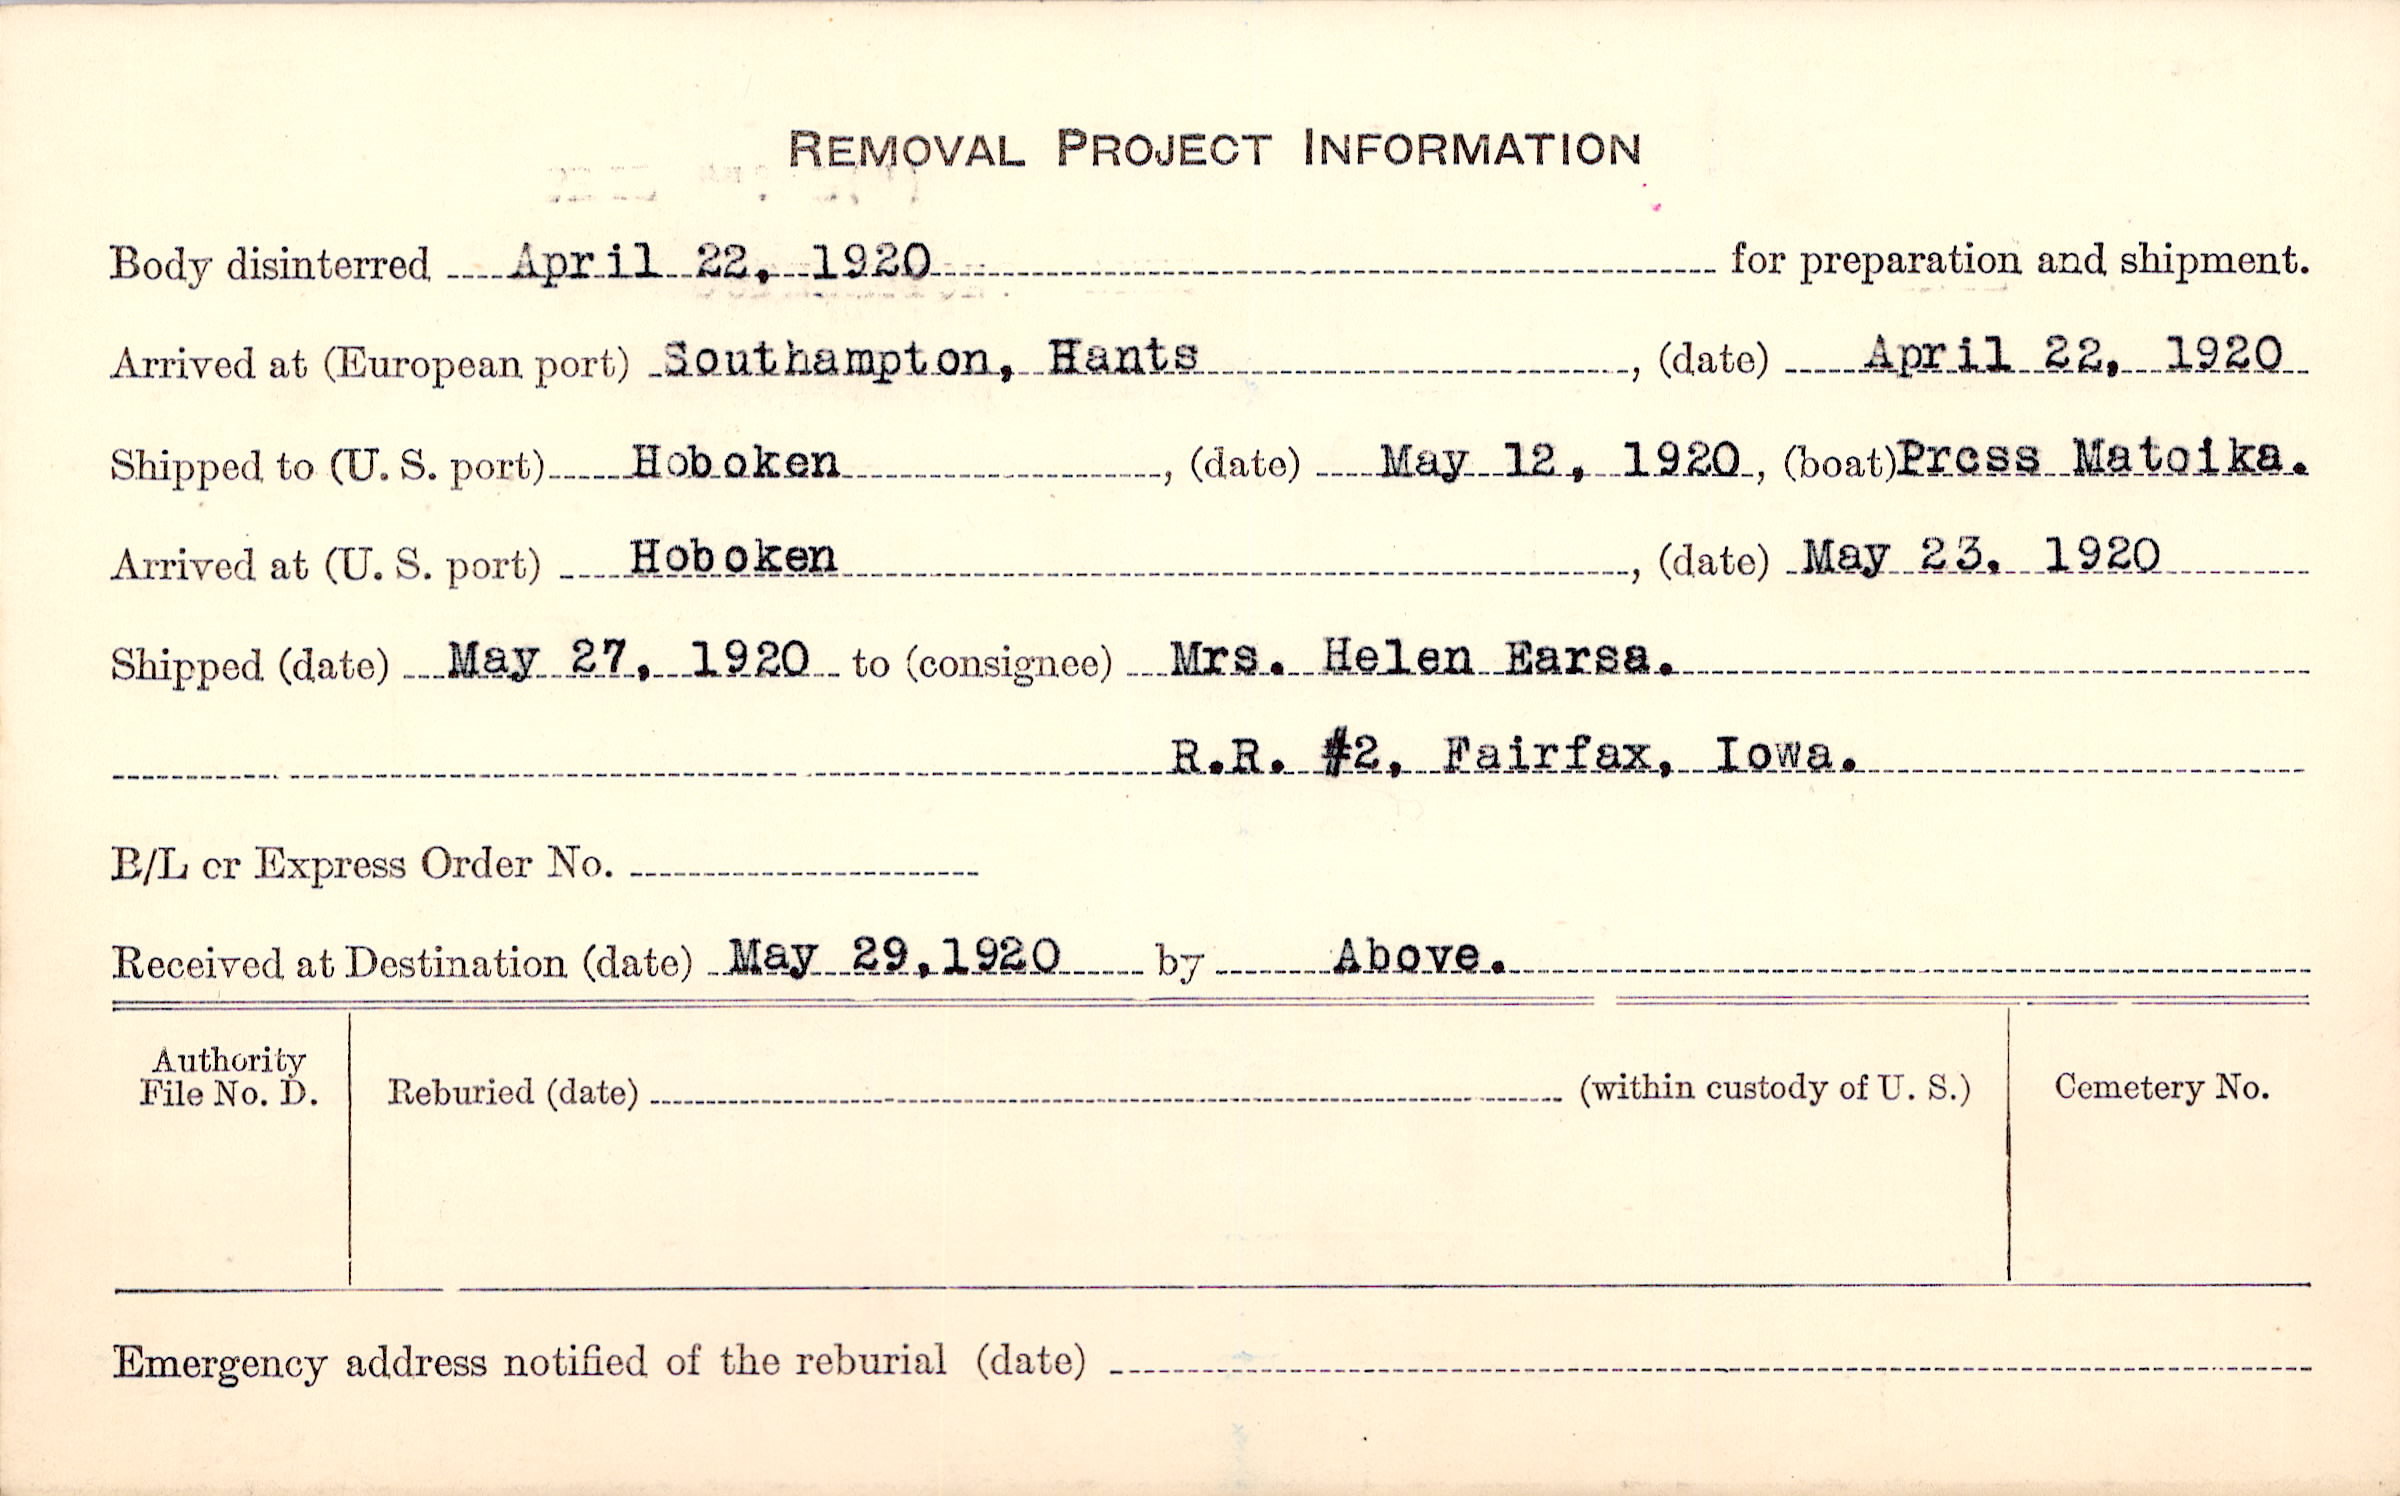 REMOVAL PROJECT INFORMATION
Body disinterred April 22, 1920 for preparation and shipment.
Arrived at (European port) Southampton, Hants, (date) April 22, 1920
Shipped to (U. S. port) Hoboken, (date) May 12, 1920, (boat) Prcss Matoika.
Arrived at (U. S. port) Hoboken, (date) May 23. 1920
Shipped (date) May 27, 1920 to (consignee) Mrs. Helen Earsa.
R.R. #2, Fairfax, Iowa.
B/L or Express Order No.
Received at Destination (date) May 29,1920 by Above.
Authority
File No. D.
Reburied (date) (within custody of U. S.)
Cemetery No.
Emergency address notified of the reburial (date)